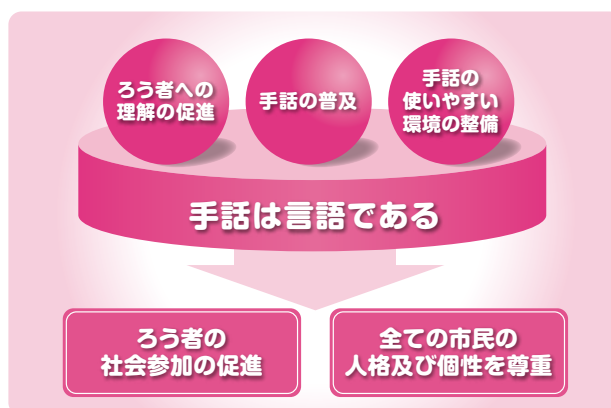 ろう者への
理解の促進
手話の普及
手話の
使いやすい
環境の整備
手話は言語である
ろう者の
社会参加の促進
全ての市民の
人格及び個性を尊重